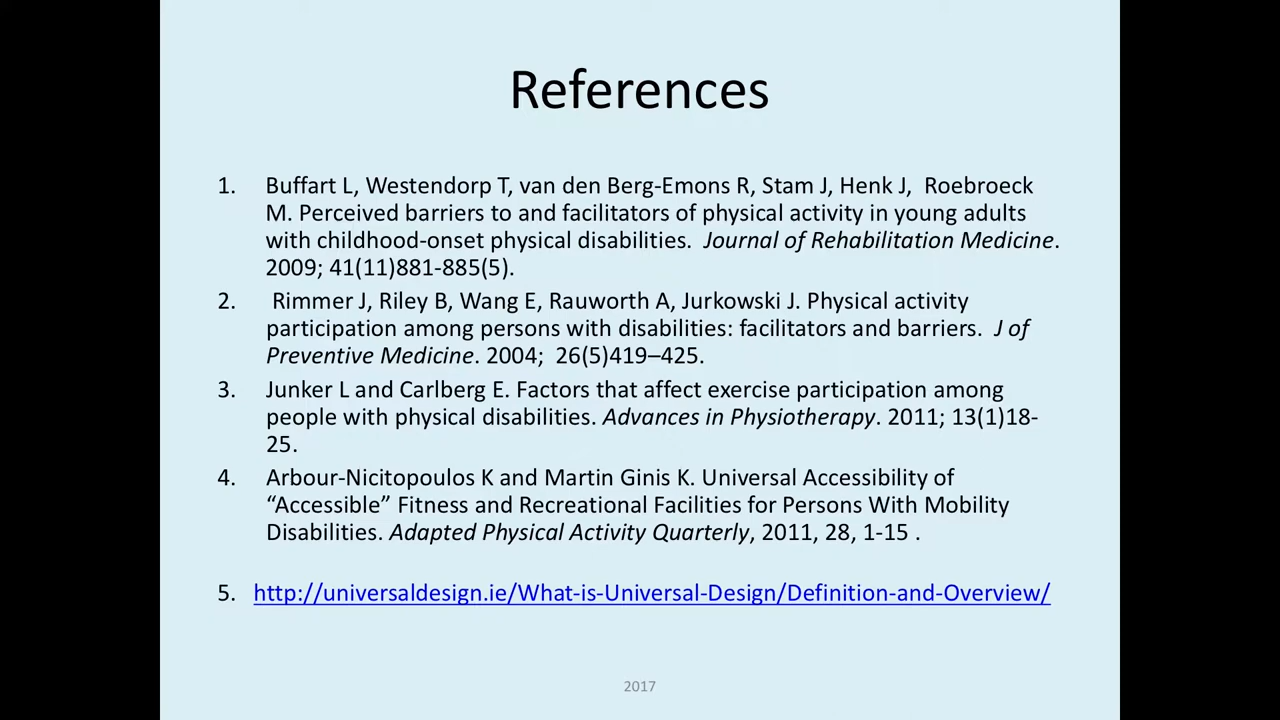 References
1. Buffart L, Westendorp T, van den Berg-Emons R, Stam J, Henk J,  Roebroeck
M. Perceived barriers to and facilitators of physical activity in young adults
with childhood-onset physical disabilities.  Journal of Rehabilitation Medicine.
2009; 41(11)881-885(5).
2.  Rimmer J, Riley B, Wang E, Rauworth A, Jurkowski J. Physical activity
participation among persons with disabilities: facilitators and barriers.  J of
Preventive Medicine. 2004;  26(5)419–425.
3. Junker L and Carlberg E. Factors that affect exercise participation among
people with physical disabilities. Advances in Physiotherapy. 2011; 13(1)18-
25.
4. Arbour-Nicitopoulos K and Martin Ginis K. Universal Accessibility of
“Accessible” Fitness and Recreational Facilities for Persons With Mobility
Disabilities. Adapted Physical Activity Quarterly, 2011, 28, 1-15 .
5. http://universaldesign.ie/What-is-Universal-Design/Definition-and-Overview/
2017